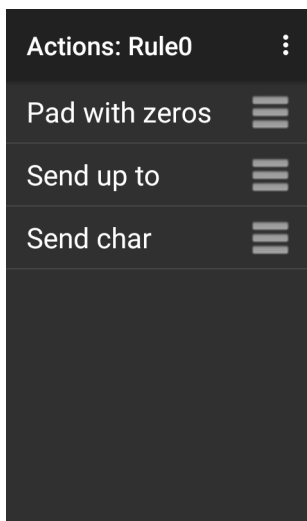 Actions: Rule0
Pad with zeros
Send up to
Send char